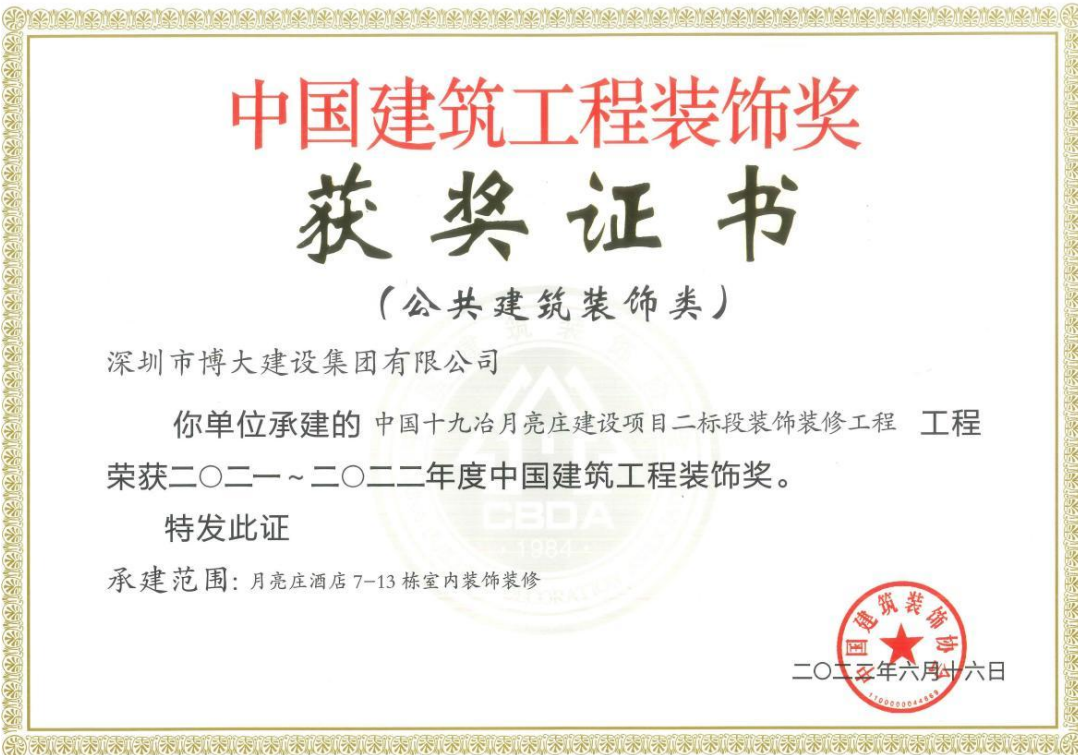 中国建筑工程装饰奖
获奖证书
（公共建筑装饰类）
深圳市博大建设集团有限公司
你单位承建的 中国十九冶月亮庄建设项目二标段装饰装修工程 工程
荣获二〇二一～二〇二二年度中国建筑工程装饰奖。
特发此证
承建范围：月亮庄酒店 7-13 栋室内装饰装修
CBDA
·1984·
中国建筑装饰协会
二〇二三年六月十六日